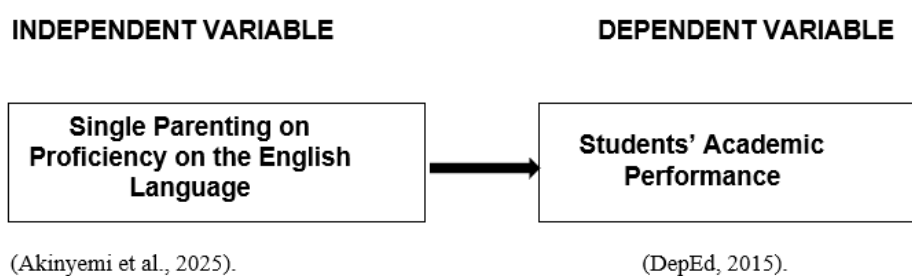 INDEPENDENT VARIABLE
DEPENDENT VARIABLE
Single Parenting on
Proficiency on the English
Language
Students’ Academic
Performance
(Akinyemi et al., 2025).
(DepEd, 2015).